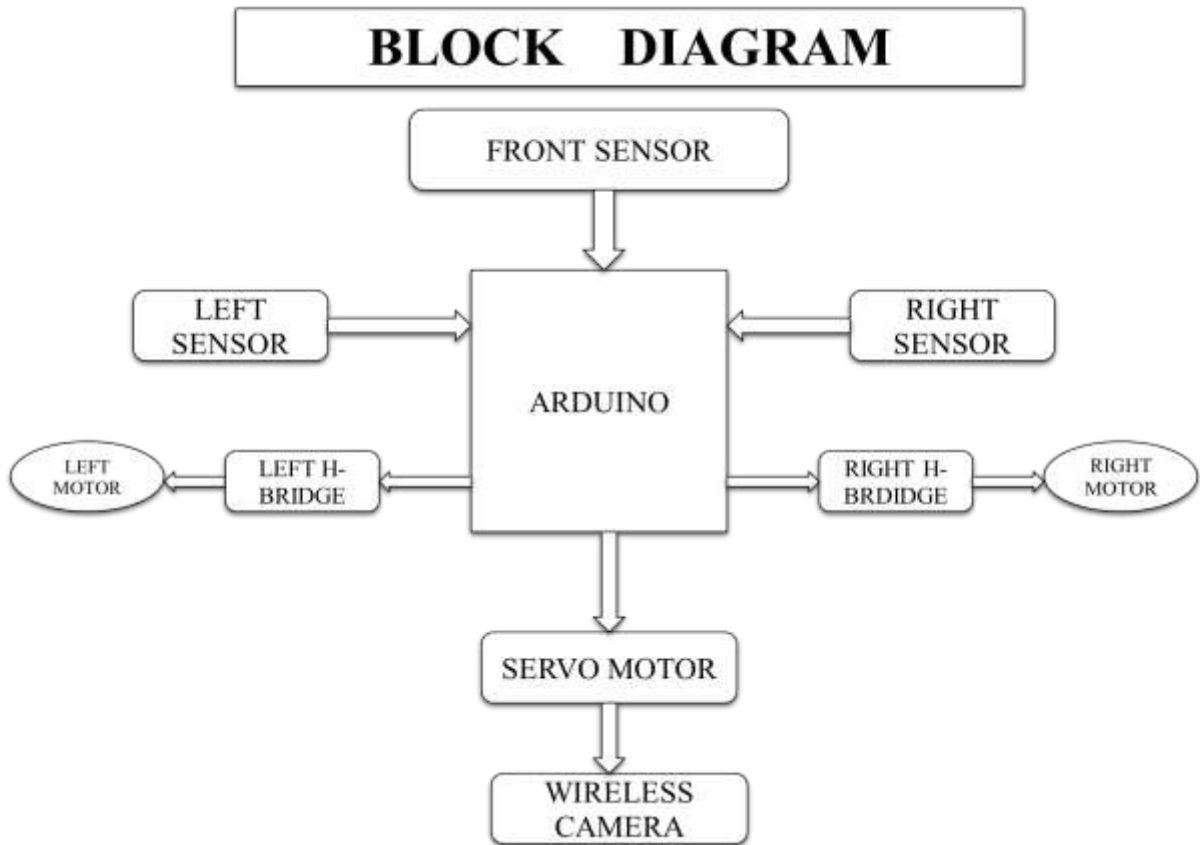 BLOCK DIAGRAM
FRONT SENSOR
LEFT
SENSOR
RIGHT
SENSOR
ARDUINO
LEFT
MOTOR
LEFT H-
BRIDGE
RIGHT H-
BRDIDGE
RIGHT
MOTOR
SERVO MOTOR
WIRELESS
CAMERA